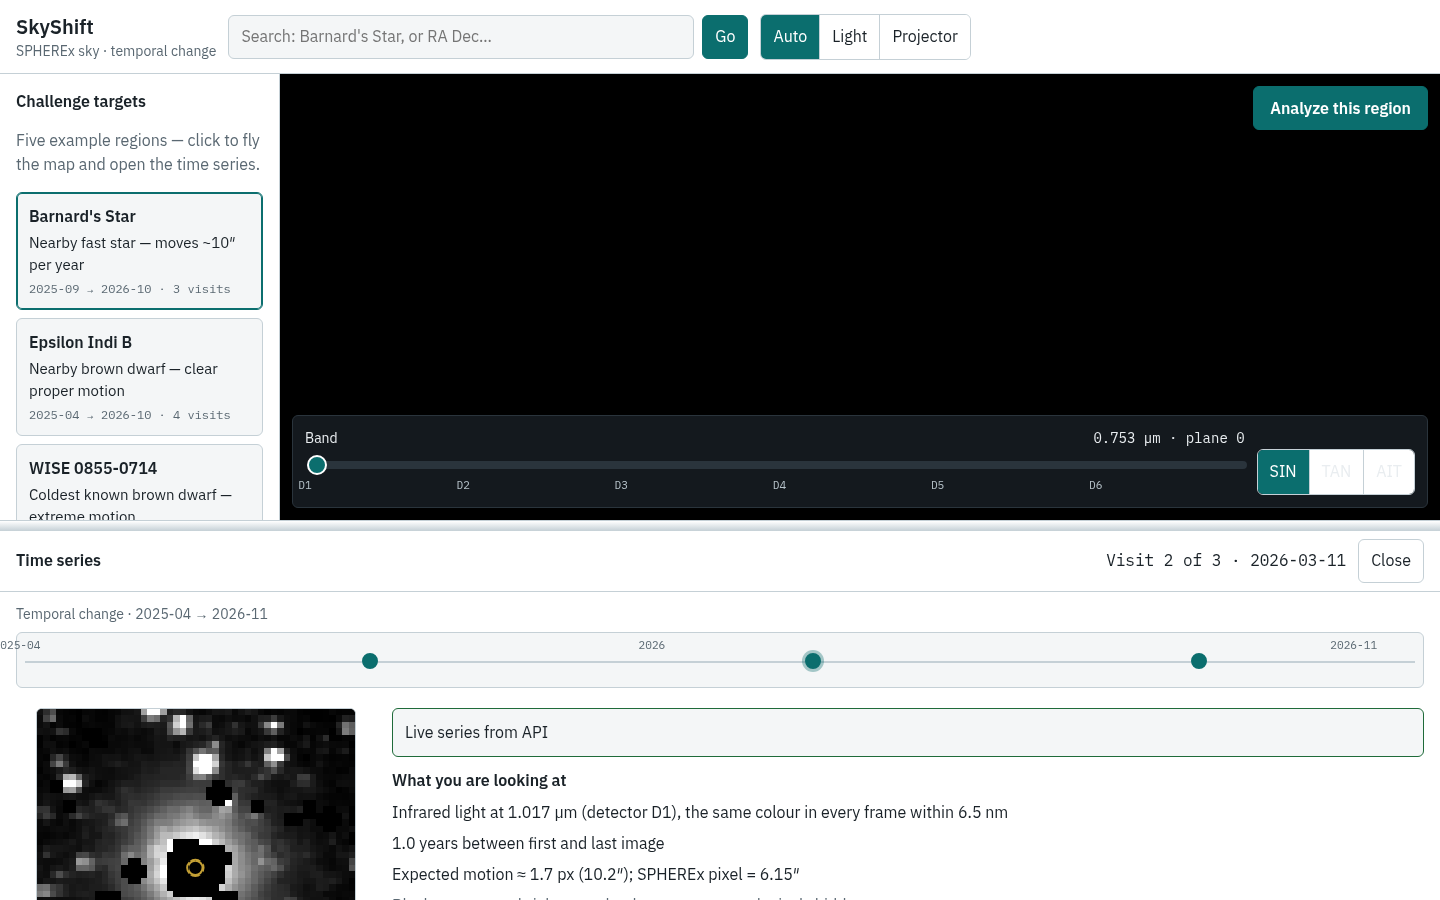 SkyShift
SPHEREx sky · temporal change
Search: Barnard's Star, or RA Dec...
Go
Auto
Light
Projector
Challenge targets
Five example regions — click to fly
the map and open the time series.
Barnard's Star
Nearby fast star — moves ~10″
per year
2025-09 → 2026-10 · 3 visits
Epsilon Indi B
Nearby brown dwarf — clear
proper motion
2025-04 → 2026-10 · 4 visits
WISE 0855-0714
Coldest known brown dwarf —
extreme motion
Analyze this region
Band
0.753 µm · plane 0
D1 D2 D3 D4 D5 D6
SIN
TAN
AIT
Time series
Visit 2 of 3 · 2026-03-11
Close
Temporal change · 2025-04 → 2026-11
025-04
2026
2026-11
Live series from API
What you are looking at
Infrared light at 1.017 µm (detector D1), the same colour in every frame within 6.5 nm
1.0 years between first and last image
Expected motion ≈ 1.7 px (10.2″); SPHEREx pixel = 6.15″